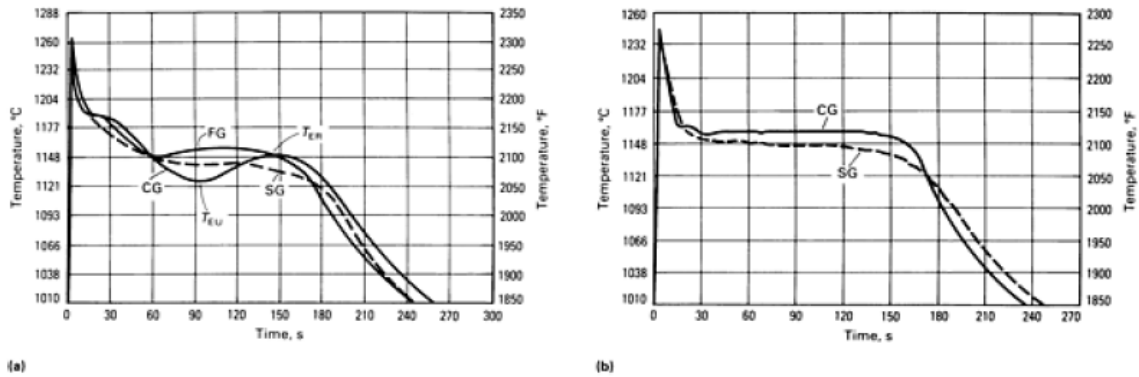 1288
1260
1232
1204
1177
1148
1121
1093
1066
1038
1010
Temperature, °C
2350
2300
2250
2200
2150
2100
2050
2000
1950
1900
1850
Temperature, °F
FG
TER
CG
SG
TEU
0 30 60 90 120 150 180 210 240 270 300
Time, s
(a)
1260
1232
1204
1177
1148
1121
1093
1066
1038
1010
Temperature, °C
2300
2250
2200
2150
2100
2050
2000
1950
1900
1850
Temperature, °F
CG
SG
0 30 60 90 120 150 180 210 240 270
Time, s
(b)